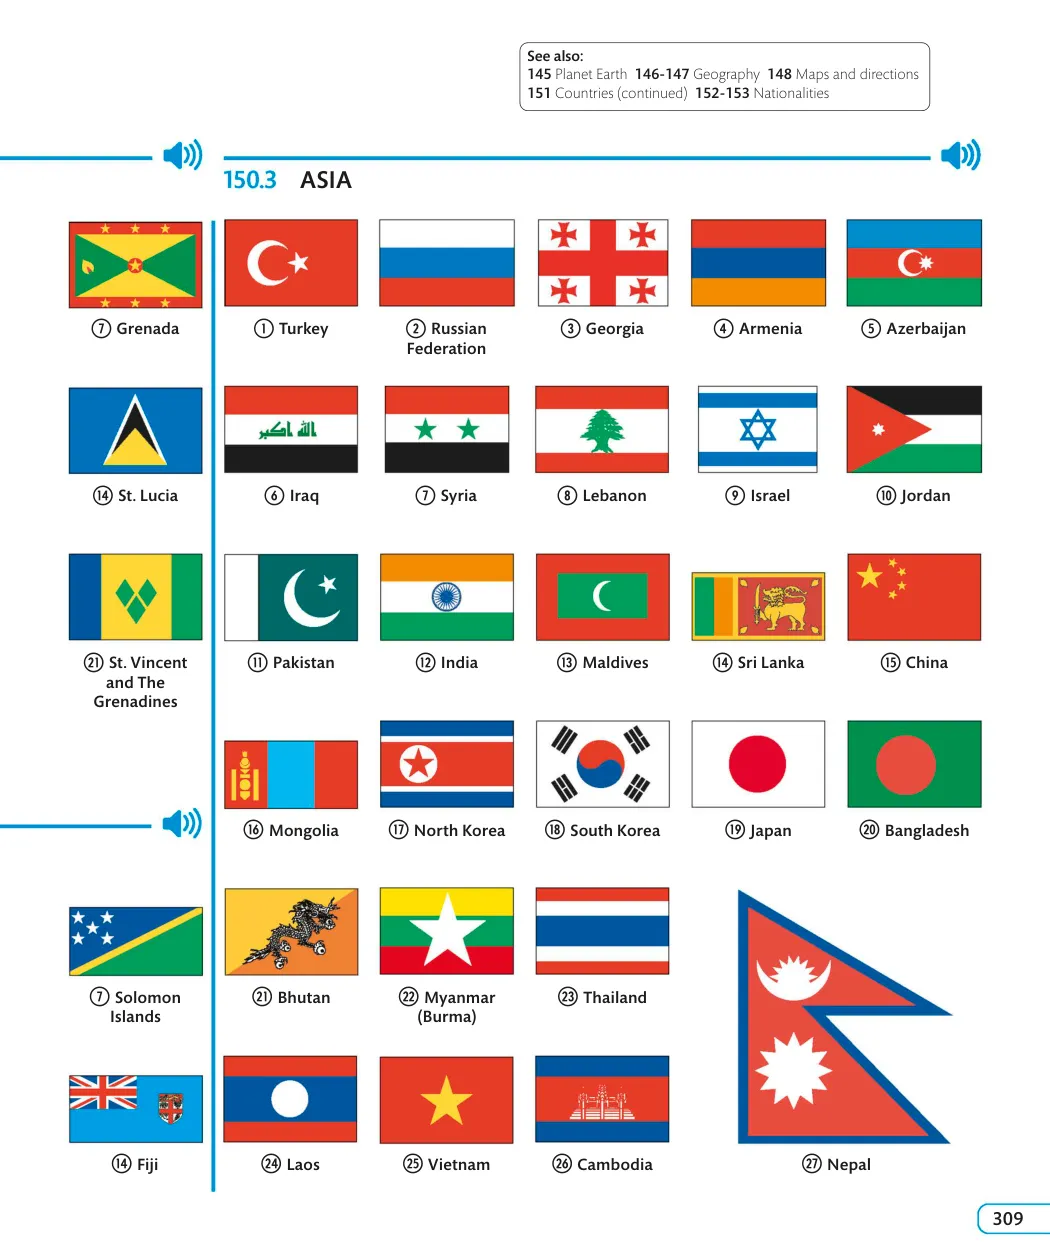 See also:
145 Planet Earth 146-147 Geography 148 Maps and directions
151 Countries (continued) 152-153 Nationalities
150.3 ASIA
7 Grenada
1 Turkey
2 Russian
Federation
3 Georgia
4 Armenia
5 Azerbaijan
الله اكبر
14 St. Lucia
6 Iraq
7 Syria
8 Lebanon
9 Israel
10 Jordan
21 St. Vincent
and The
Grenadines
11 Pakistan
12 India
13 Maldives
14 Sri Lanka
15 China
16 Mongolia
17 North Korea
18 South Korea
19 Japan
20 Bangladesh
7 Solomon
Islands
21 Bhutan
22 Myanmar
(Burma)
23 Thailand
14 Fiji
24 Laos
25 Vietnam
26 Cambodia
27 Nepal
309